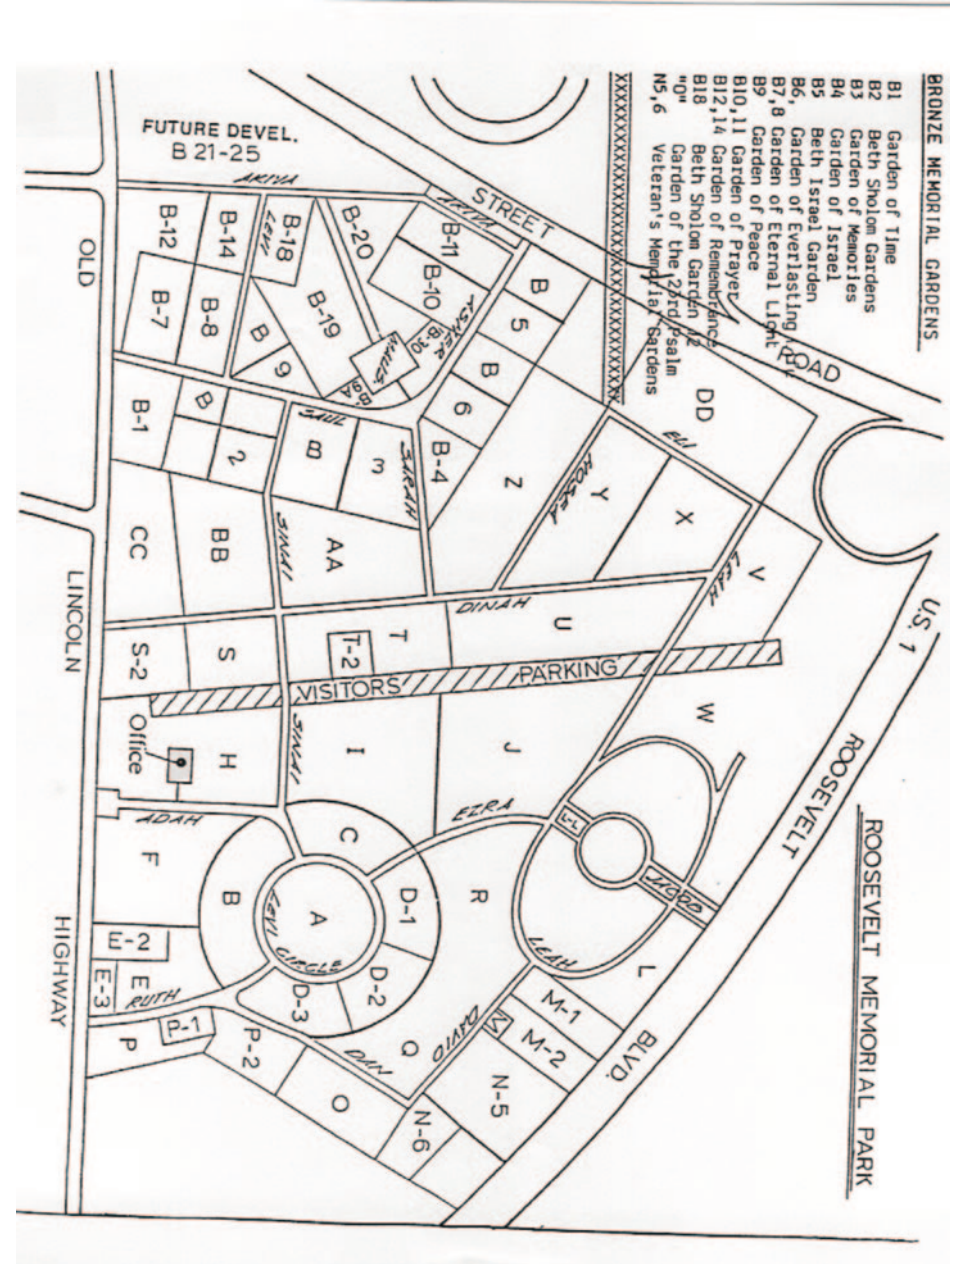 ROOSEVELT MEMORIAL PARK
BRONZE MEMORIAL GARDENS
B1 Garden of Time
B2 Beth Sholom Gardens
B3 Garden of Memories
B4 Garden of Israel
B5 Beth Israel Garden
B6, Garden of Everlasting
B7,8 Garden of Eternal Light
B9 Garden of Peace
B10,11 Garden of Prayer
B12,14 Garden of Remembrance
B18 Beth Sholom Garden
"O" Garden of the 23rd Psalm
N5,6 Veteran's Memorial Gardens
XXXXXXXXXXXXXXXXXXXXXXXXXXXXXXXX
STREET
ROAD
U.S. 1
ROOSEVELT
BLVD.
FUTURE DEVEL.
B 21-25
AKIVA
AKIVA
B-12
B-14
LEVI
B-18
B-20
B-11
B-10
ASHER
B-30
B-7
B-8
B
9
B-19
B-9A
B
5
B
6
DD
ELI
B-1
B
2
SAUL
B
3
SARAH
B-4
Z
HOSEA
Y
X
LEAH
V
CC
BB
SINAI
AA
DINAH
S-2
S
T-2
T
U
VISITORS
PARKING
W
Office
H
SINAI
I
J
ADAH
EZRA
F
B
C
A
LEVI CIRCLE
D-1
D-2
D-3
R
L-L
JACOB
LEAH
L
E-2
E-3
E
RUTH
P
P-1
P-2
DAN
O
Q
DAVID
M
M-1
M-2
N-5
N-6
OLD
LINCOLN
HIGHWAY